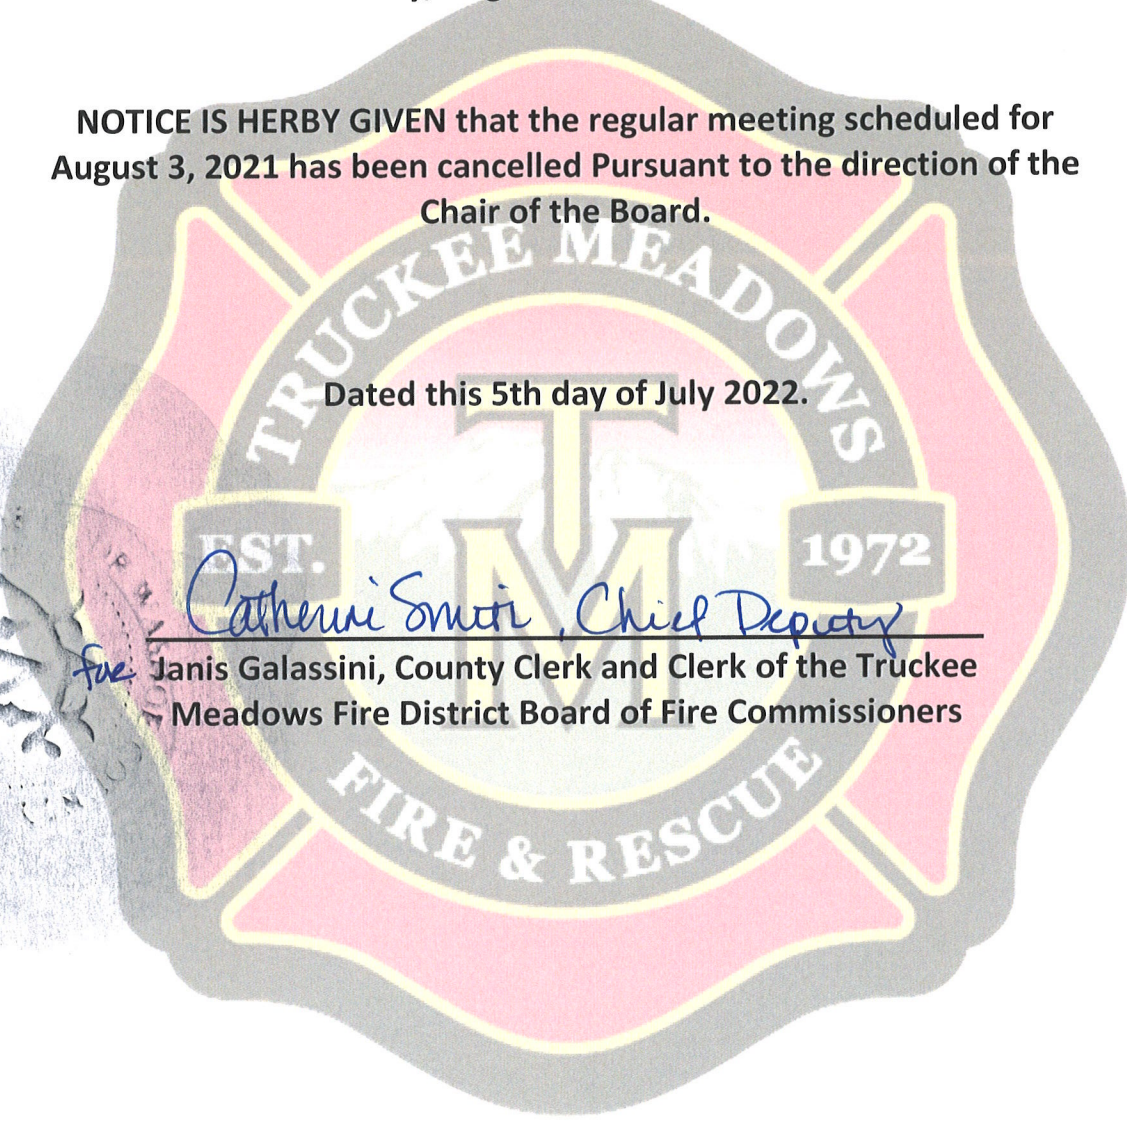 NOTICE IS HERBY GIVEN that the regular meeting scheduled for
August 3, 2021 has been cancelled Pursuant to the direction of the
Chair of the Board.
TRUCKEE MEADOWS
Dated this 5th day of July 2022.
EST.
1972
Catherine Smith, Chief Deputy
for Janis Galassini, County Clerk and Clerk of the Truckee
Meadows Fire District Board of Fire Commissioners
TM
FIRE & RESCUE